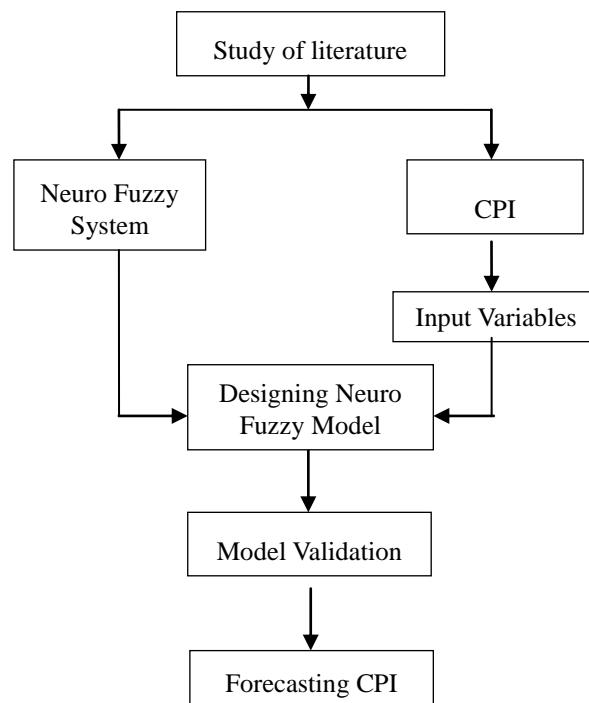 Study of literature
Neuro Fuzzy
System
CPI
Input Variables
Designing Neuro
Fuzzy Model
Model Validation
Forecasting CPI